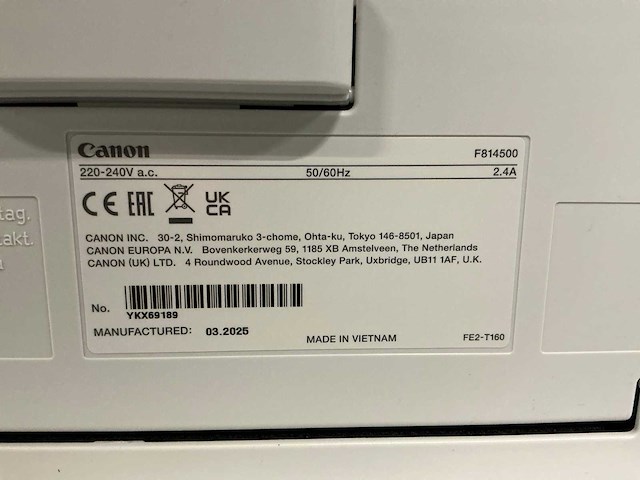 Canon F814500
220-240V a.c. 50/60Hz 2.4A
CE EAC UK CA
CANON INC. 30-2, Shimomaruko 3-chome, Ohta-ku, Tokyo 146-8501, Japan
CANON EUROPA N.V. Bovenkerkerweg 59, 1185 XB Amstelveen, The Netherlands
CANON (UK) LTD. 4 Roundwood Avenue, Stockley Park, Uxbridge, UB11 1AF, U.K.
No. YKX69189
MANUFACTURED: 03.2025
MADE IN VIETNAM FE2-T160
tag.
akt.